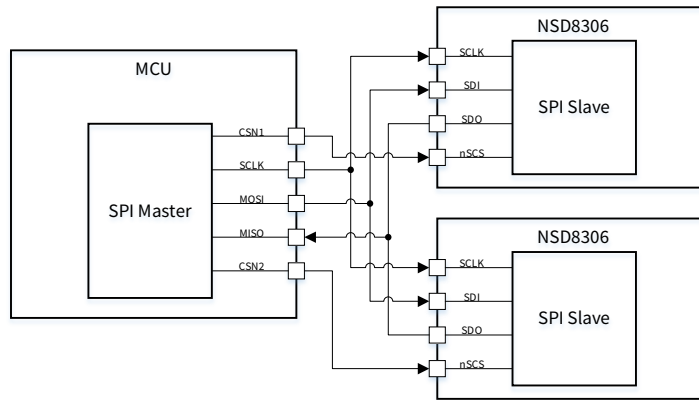 MCU
SPI Master
CSN1
SCLK
MOSI
MISO
CSN2
NSD8306
SCLK
SDI
SDO
nSCS
SPI Slave
NSD8306
SCLK
SDI
SDO
nSCS
SPI Slave